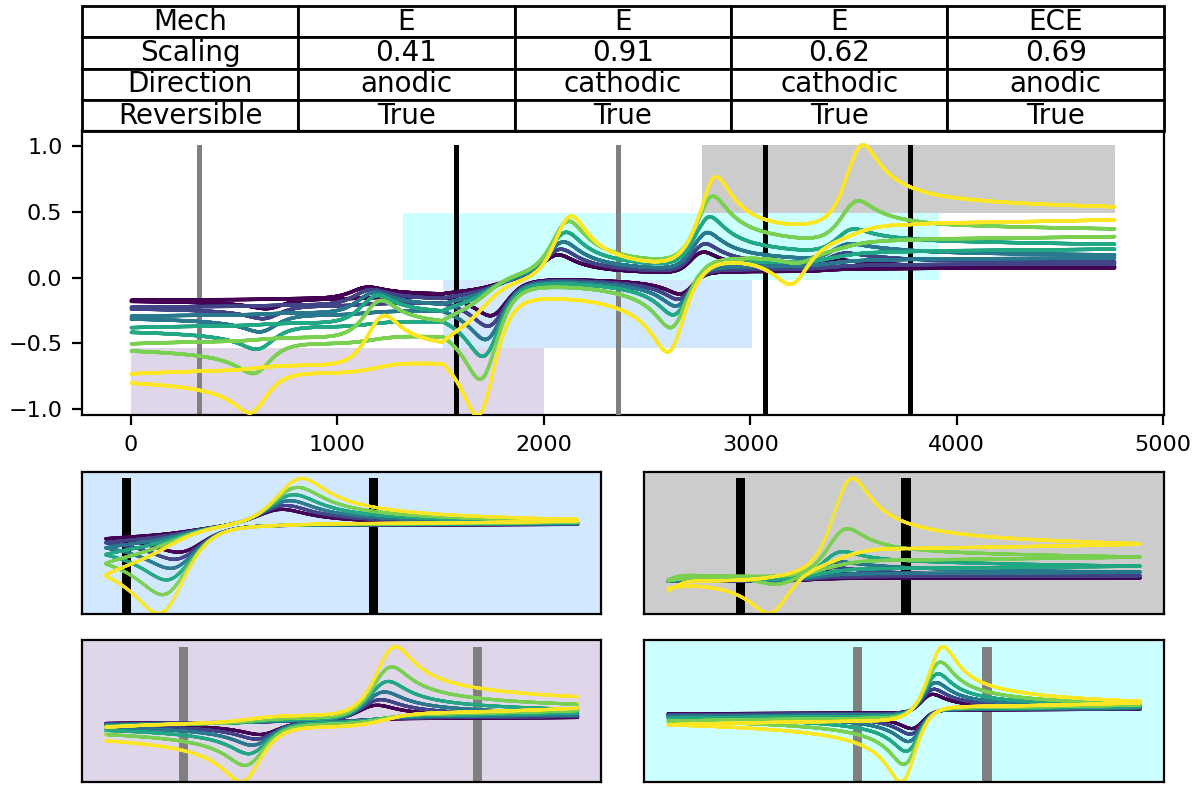 Mech E E E ECE
Scaling 0.41 0.91 0.62 0.69
Direction anodic cathodic cathodic anodic
Reversible True True True True
1.0
0.5
0.0
−0.5
−1.0
0 1000 2000 3000 4000 5000